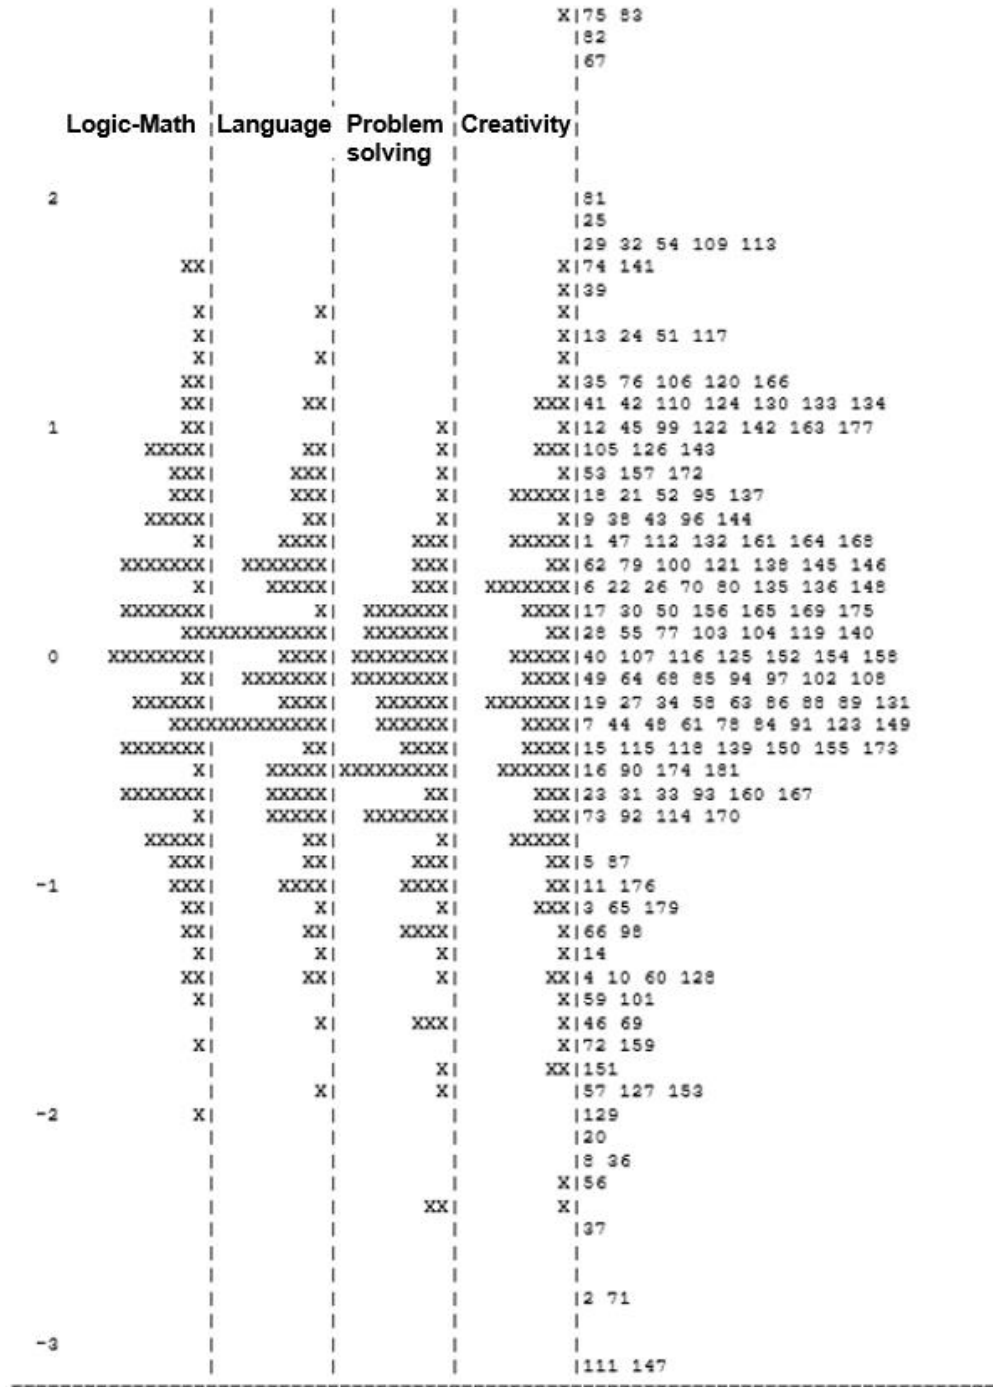 | | | X|75 83
| | | |82
| | | |67
| | | |
| | | |
Logic-Math |Language| Problem |Creativity|
| . solving | |
| | | |
2 | | | |81
| | | |25
| | | |29 32 54 109 113
XX| | | X|74 141
| | | X|39
X| X| | X|
X| | | X|13 24 51 117
X| X| | X|
XX| | | X|35 76 106 120 166
XX| XX| | XXX|41 42 110 124 130 133 134
1 XX| | X| X|12 45 99 122 142 163 177
XXXXX| XX| X| XXX|105 126 143
XXX| XXX| X| X|53 157 172
XXX| XXX| X| XXXXX|18 21 52 95 137
XXXXX| XX| X| X|9 38 43 96 144
X| XXXX| XXX| XXXXX|1 47 112 132 161 164 168
XXXXXXX| XXXXXXX| XXX| XX|62 79 100 121 138 145 146
X| XXXXX| XXX| XXXXXXX|6 22 26 70 80 135 136 148
XXXXXXX| X| XXXXXXX| XXXX|17 30 50 156 165 169 175
XXXXXXXXXXXX| XXXXXXX| XX|28 55 77 103 104 119 140
0 XXXXXXXX| XXXX| XXXXXXXX| XXXXX|40 107 116 125 152 154 158
XX| XXXXXXX| XXXXXXXX| XXXX|49 64 68 85 94 97 102 108
XXXXXX| XXXX| XXXXXX| XXXXXXX|19 27 34 58 63 86 88 89 131
XXXXXXXXXXXXX| XXXXXX| XXXX|7 44 48 61 78 84 91 123 149
XXXXXXX| XX| XXXX| XXXX|15 115 118 139 150 155 173
X| XXXXX|XXXXXXXXX| XXXXXX|16 90 174 181
XXXXXXX| XXXXX| XX| XXX|23 31 33 93 160 167
X| XXXXX| XXXXXXX| XXX|73 92 114 170
XXXXX| XX| X| XXXXX|
XXX| XX| XXX| XX|5 87
-1 XXX| XXXX| XXXX| XX|11 176
XX| X| X| XXX|3 65 179
XX| XX| XXXX| X|66 98
X| X| X| X|14
XX| XX| X| XX|4 10 60 128
X| | | X|59 101
| X| XXX| X|46 69
X| | | X|72 159
| | X| XX|151
| X| X| |57 127 153
-2 X| | | |129
| | | |20
| | | |8 36
| | | X|56
| | XX| X|
| | | |37
| | | |
| | | |
| | | |2 71
| | | |
-3 | | | |
| | | |111 147